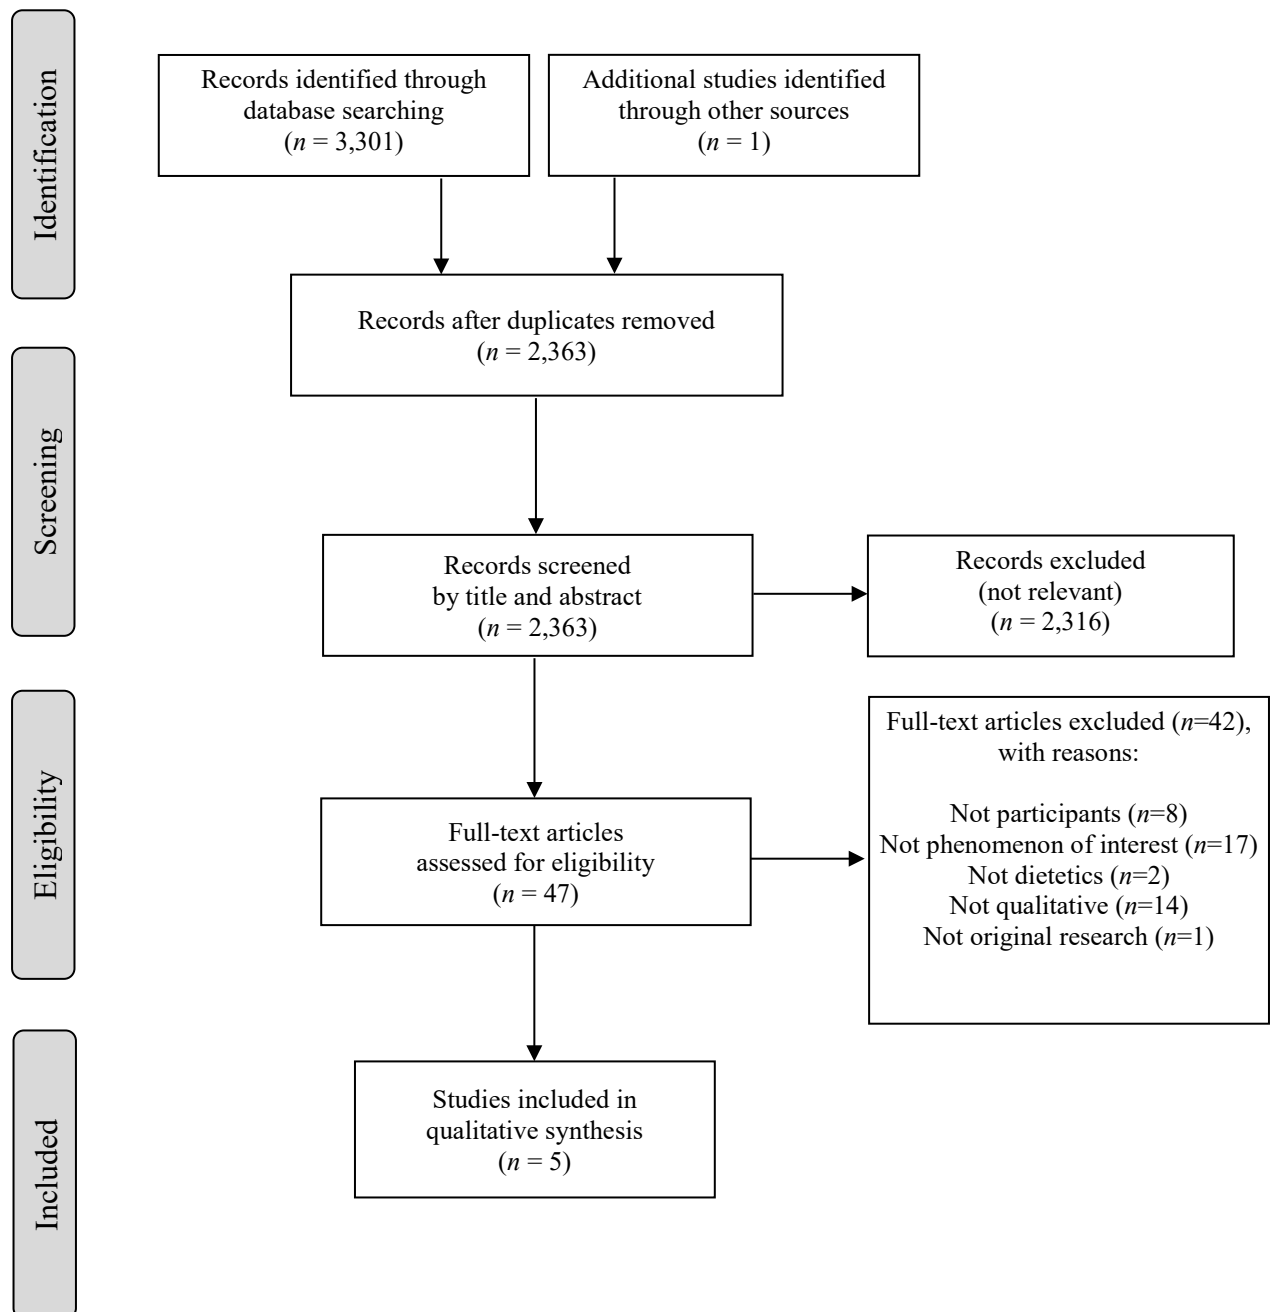 Identification
Records identified through
database searching
(n = 3,301)
Additional studies identified
through other sources
(n = 1)
Records after duplicates removed
(n = 2,363)
Screening
Records screened
by title and abstract
(n = 2,363)
Records excluded
(not relevant)
(n = 2,316)
Eligibility
Full-text articles
assessed for eligibility
(n = 47)
Full-text articles excluded (n=42),
with reasons:
Not participants (n=8)
Not phenomenon of interest (n=17)
Not dietetics (n=2)
Not qualitative (n=14)
Not original research (n=1)
Included
Studies included in
qualitative synthesis
(n = 5)